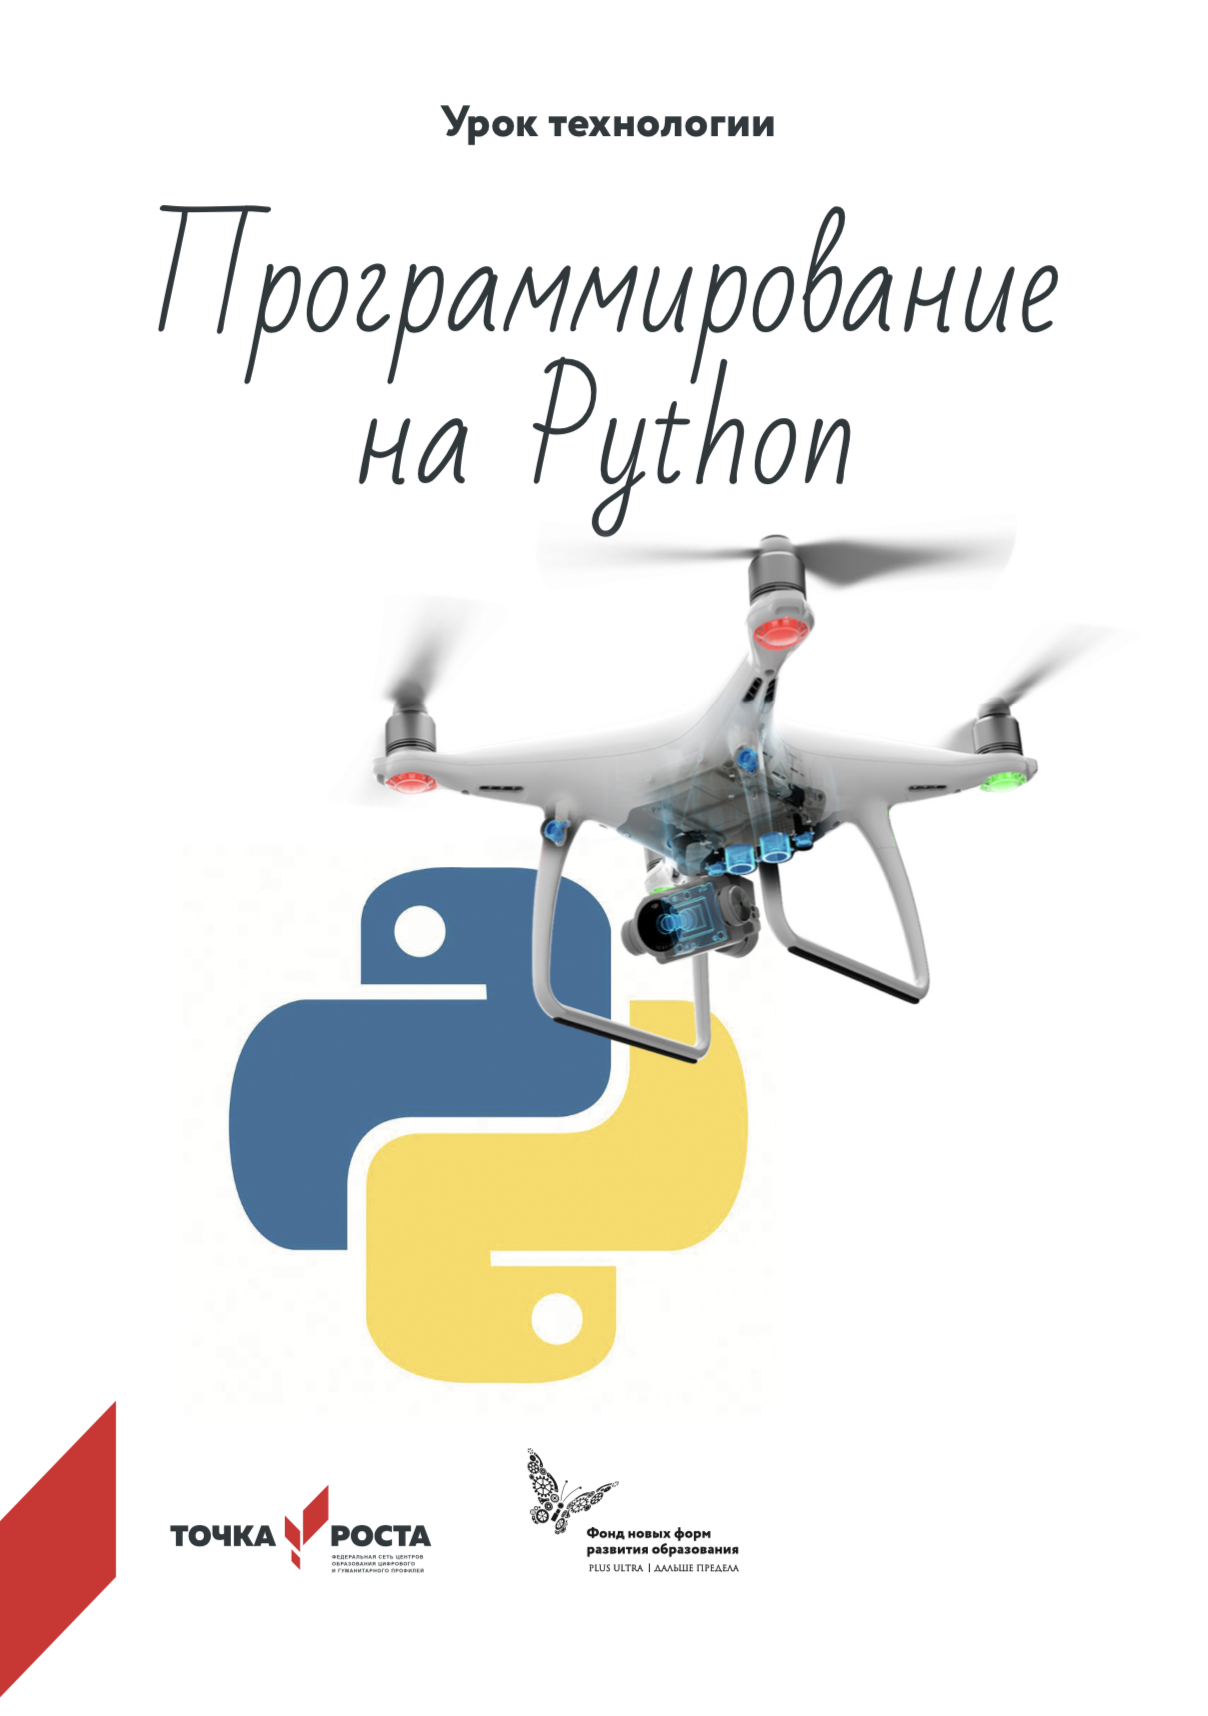 Урок технологии
Программирование
на Python
ТОЧКА РОСТА
ФЕДЕРАЛЬНАЯ СЕТЬ ЦЕНТРОВ
ОБРАЗОВАНИЯ ЦИФРОВОГО
И ГУМАНИТАРНОГО ПРОФИЛЕЙ
Фонд новых форм
развития образования
PLUS ULTRA | ДАЛЬШЕ ПРЕДЕЛА